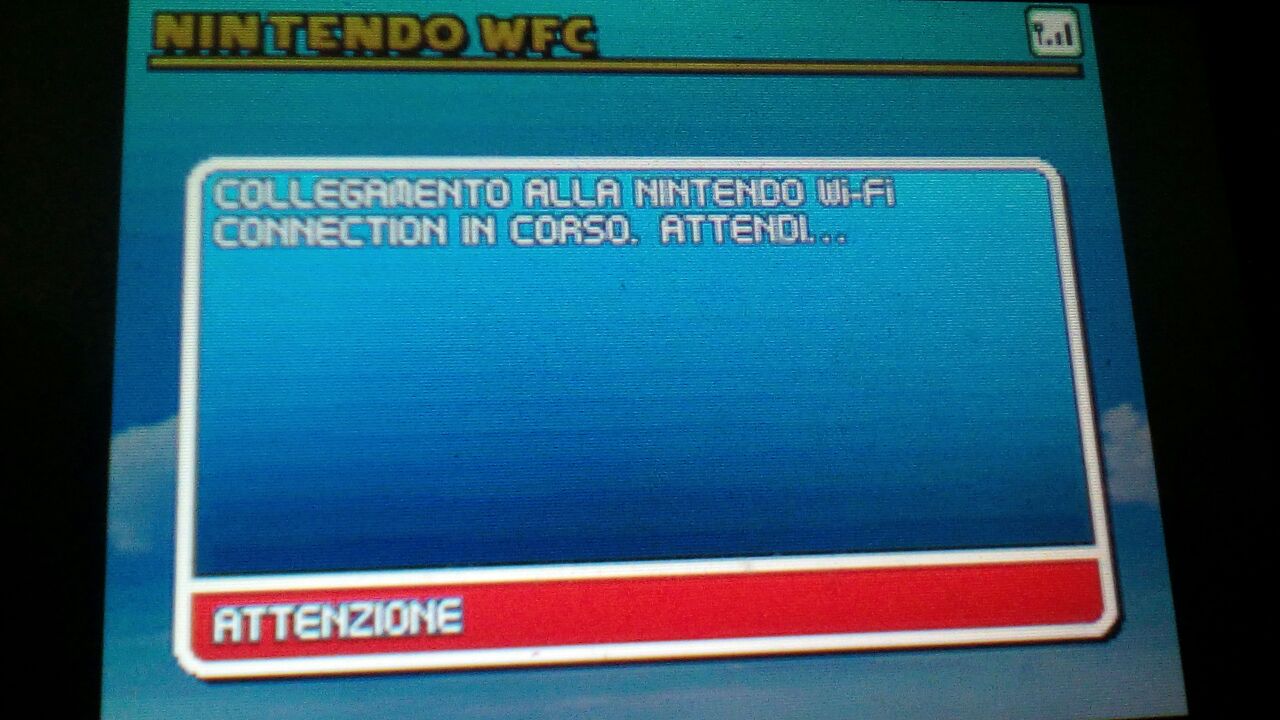 NINTENDO WFC
COLLEGAMENTO ALLA NINTENDO Wi-Fi
CONNECTION IN CORSO. ATTENDI...
ATTENZIONE